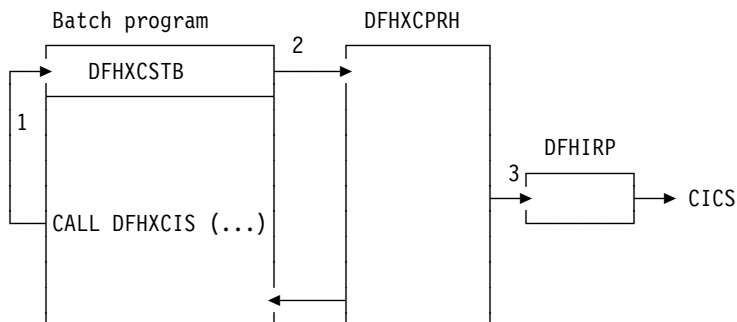 Batch program
DFHXCPRH
2
DFHXCSTB
1
DFHIRP
3
CICS
CALL DFHXCIS (...)